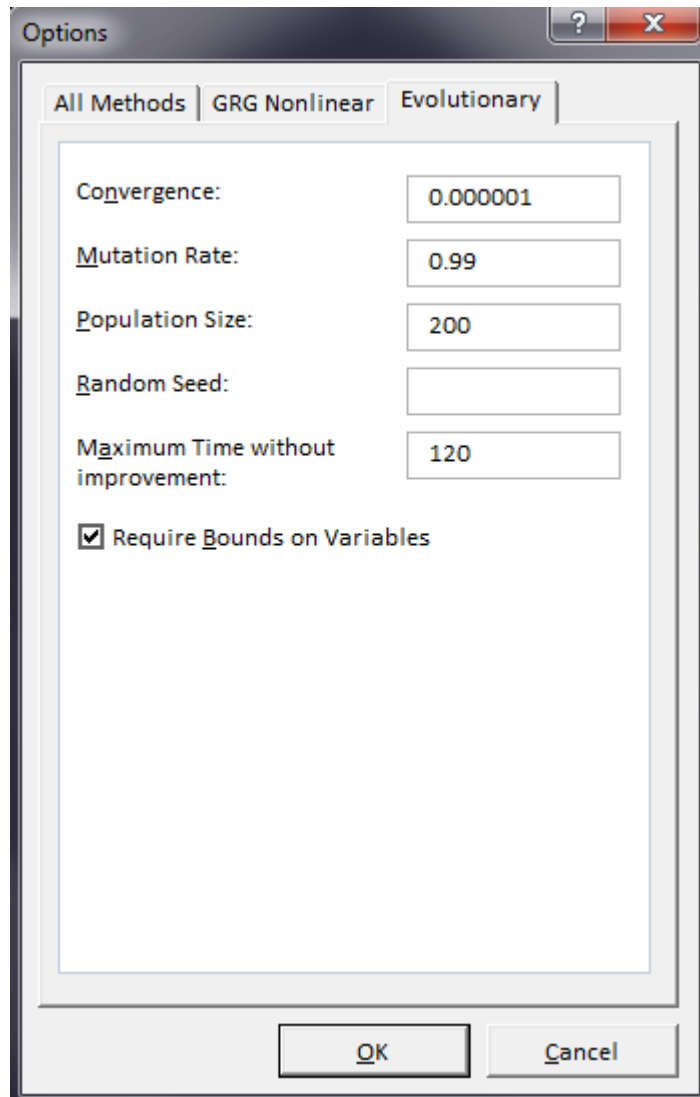 Options
?
X
All Methods
GRG Nonlinear
Evolutionary
Convergence:
0.000001
Mutation Rate:
0.99
Population Size:
200
Random Seed:
Maximum Time without
improvement:
120
Require Bounds on Variables
OK
Cancel